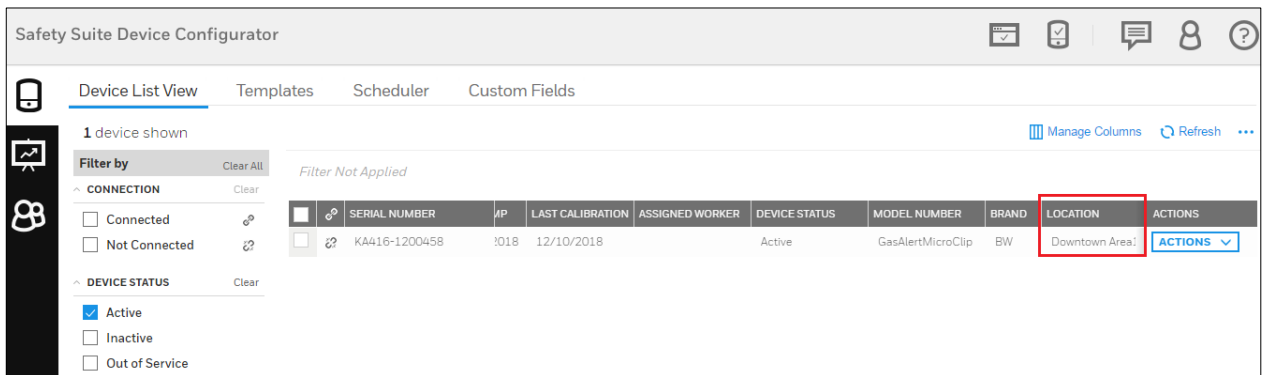 Safety Suite Device Configurator
Device List View Templates Scheduler Custom Fields
1 device shown
Manage Columns Refresh
Filter by Clear All
Filter Not Applied
CONNECTION Clear
Connected
Not Connected
SERIAL NUMBER MP LAST CALIBRATION ASSIGNED WORKER DEVICE STATUS MODEL NUMBER BRAND LOCATION ACTIONS
KA416-1200458 2018 12/10/2018 Active GasAlertMicroClip BW Downtown Area ACTIONS
DEVICE STATUS Clear
Active
Inactive
Out of Service